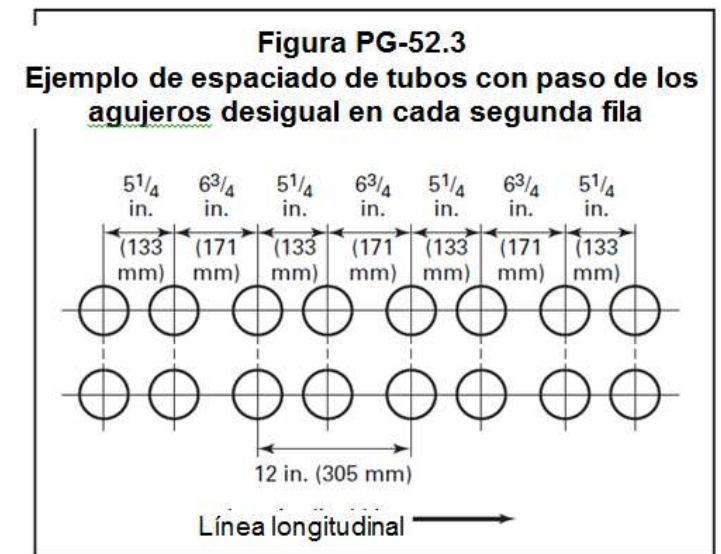 Figura PG-52.3
Ejemplo de espaciado de tubos con paso de los
agujeros desigual en cada segunda fila
5 1/4 6 3/4 5 1/4 6 3/4 5 1/4 6 3/4 5 1/4
in. in. in. in. in. in. in.
(133 (171 (133 (171 (133 (171 (133
mm) mm) mm) mm) mm) mm) mm)
12 in. (305 mm)
Línea longitudinal